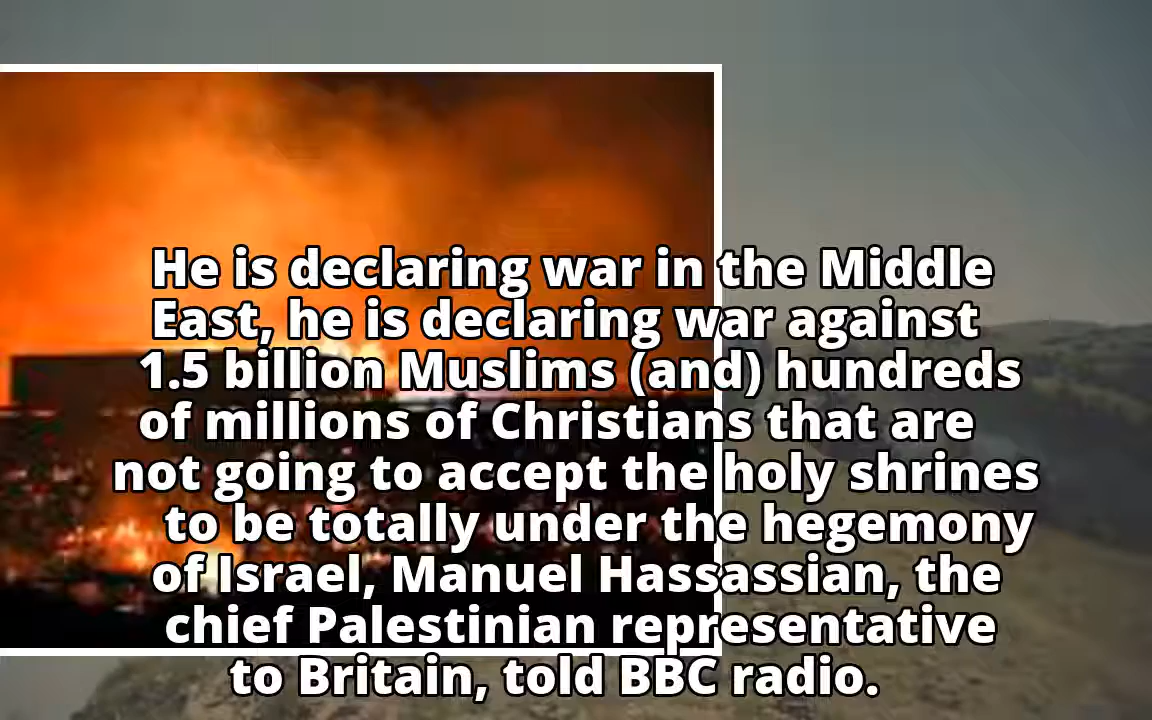 He is declaring war in the Middle
East, he is declaring war against
1.5 billion Muslims (and) hundreds
of millions of Christians that are
not going to accept the holy shrines
to be totally under the hegemony
of Israel, Manuel Hassassian, the
chief Palestinian representative
to Britain, told BBC radio.